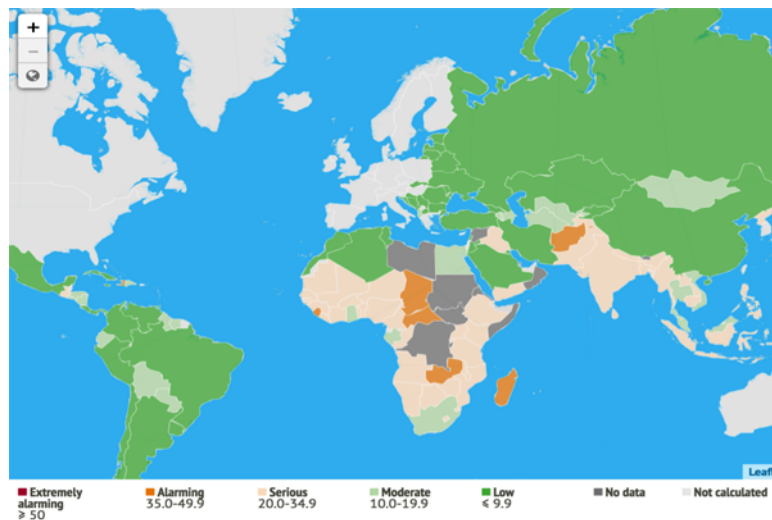 +
−
Leafl
Extremely alarming
≥ 50
Alarming
35.0-49.9
Serious
20.0-34.9
Moderate
10.0-19.9
Low
≤ 9.9
No data
Not calculated